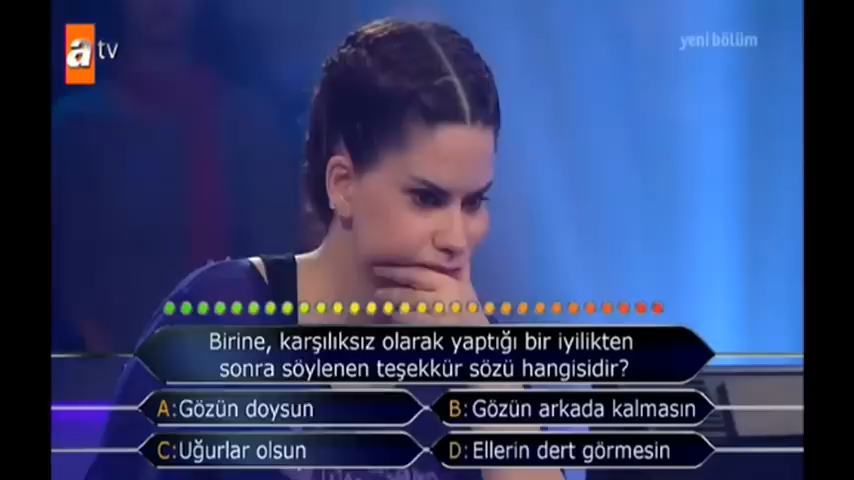 atv
yeni bölüm
Birine, karşılıksız olarak yaptığı bir iyilikten
sonra söylenen teşekkür sözü hangisidir?
A: Gözün doysun
B: Gözün arkada kalmasın
C: Uğurlar olsun
D: Ellerin dert görmesin